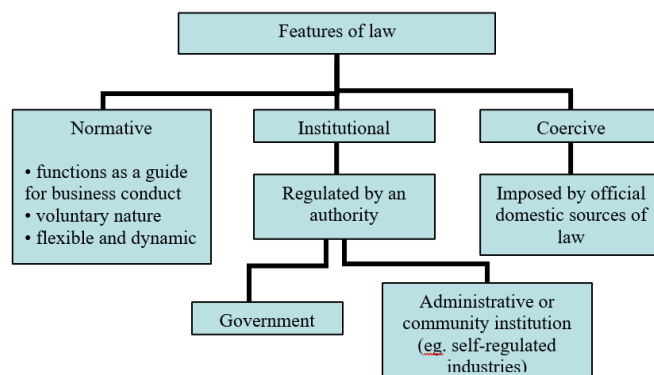 Features of law
Normative
• functions as a guide
for business conduct
• voluntary nature
• flexible and dynamic
Institutional
Coercive
Regulated by an
authority
Imposed by official
domestic sources of
law
Government
Administrative or
community institution
(eg. self-regulated
industries)